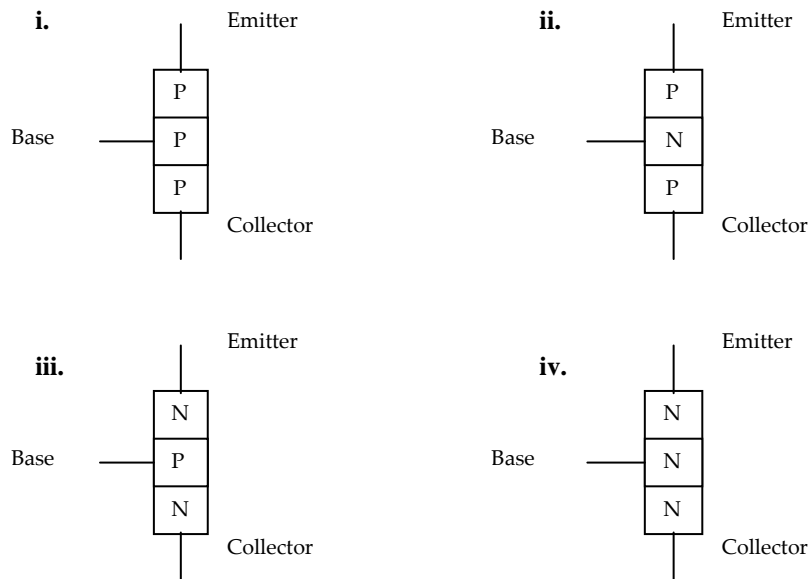 i.
Emitter
P
Base
P
P
Collector
ii.
Emitter
P
Base
N
P
Collector
iii.
Emitter
N
Base
P
N
Collector
iv.
Emitter
N
Base
N
N
Collector